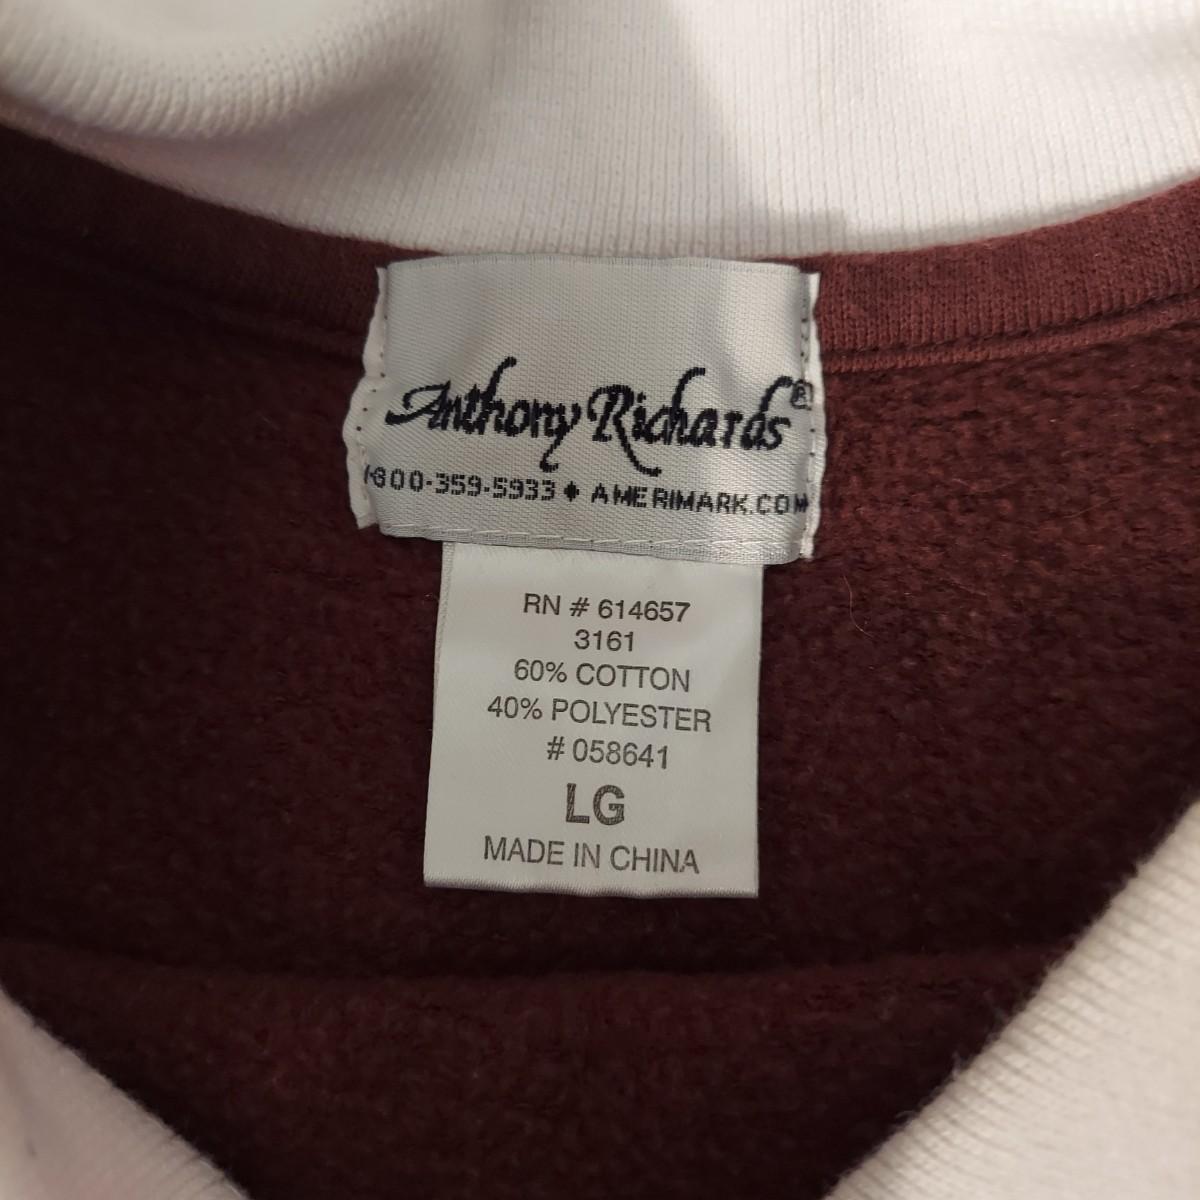 Anthony Richards®
1-800-359-5933 ♦ AMERIMARK.COM
RN # 614657
3161
60% COTTON
40% POLYESTER
# 058641
LG
MADE IN CHINA